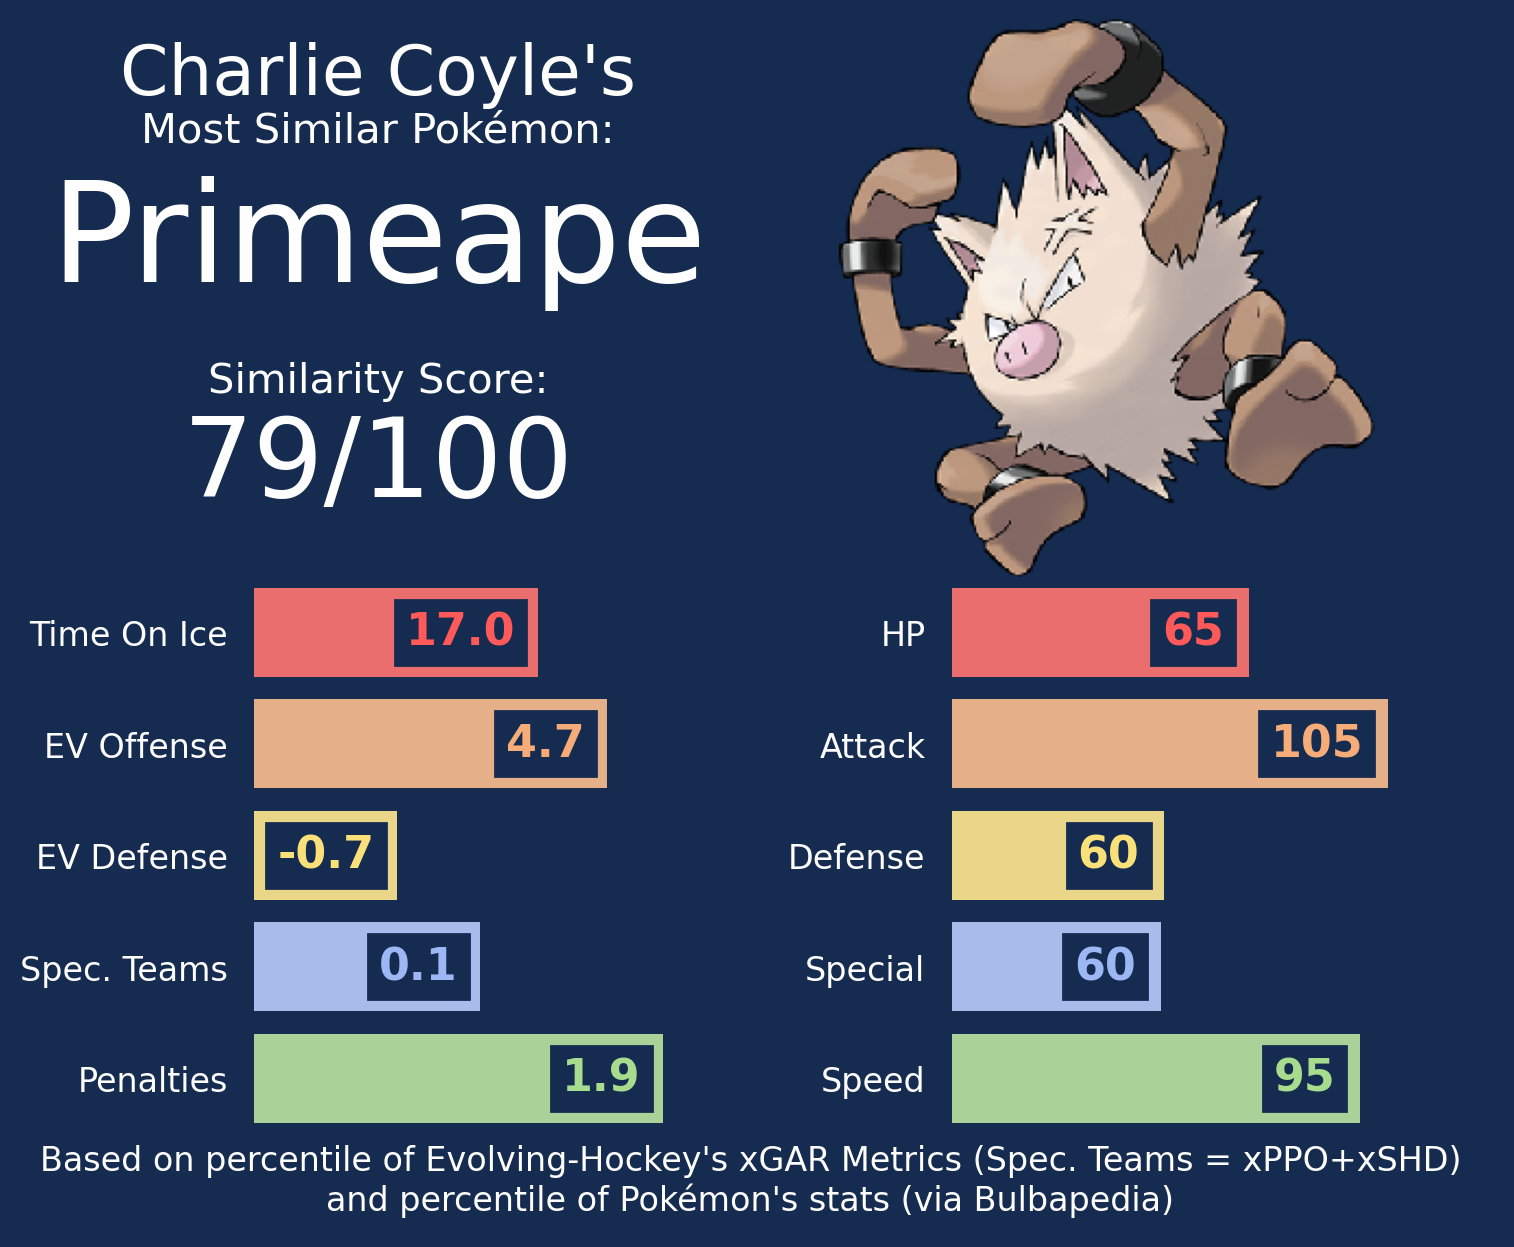 Charlie Coyle's
Most Similar Pokémon:
Primeape
Similarity Score:
79/100
Time On Ice 17.0
EV Offense 4.7
EV Defense -0.7
Spec. Teams 0.1
Penalties 1.9
HP 65
Attack 105
Defense 60
Special 60
Speed 95
Based on percentile of Evolving-Hockey's xGAR Metrics (Spec. Teams = xPPO+xSHD)
and percentile of Pokémon's stats (via Bulbapedia)